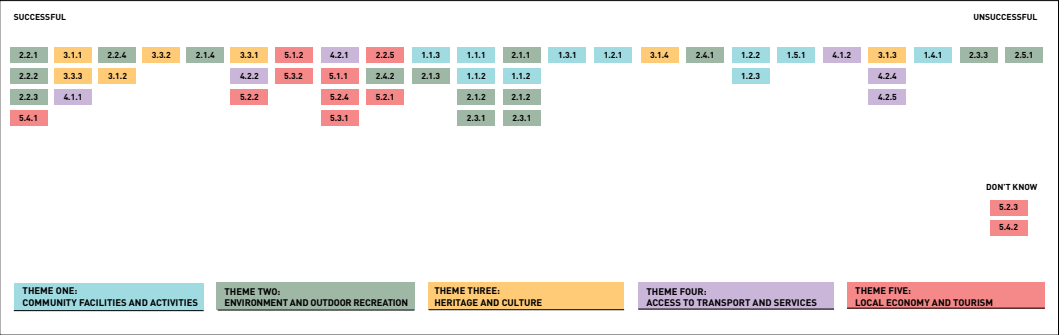 SUCCESSFUL UNSUCCESSFUL
2.2.1 3.1.1 2.2.4 3.3.2 2.1.4 3.3.1 5.1.2 4.2.1 2.2.5 1.1.3 1.1.1 2.1.1 1.3.1 1.2.1 3.1.4 2.4.1 1.2.2 1.5.1 4.1.2 3.1.3 1.4.1 2.3.3 2.5.1
2.2.2 3.3.3 3.1.2 4.2.2 5.3.2 5.1.1 2.4.2 2.1.3 1.1.2 1.1.2 1.2.3 4.2.4
2.2.3 4.1.1 5.2.2 5.2.4 5.2.1 2.1.2 2.1.2 4.2.5
5.4.1 5.3.1 2.3.1 2.3.1
DON'T KNOW
5.2.3
5.4.2
THEME ONE:
COMMUNITY FACILITIES AND ACTIVITIES
THEME TWO:
ENVIRONMENT AND OUTDOOR RECREATION
THEME THREE:
HERITAGE AND CULTURE
THEME FOUR:
ACCESS TO TRANSPORT AND SERVICES
THEME FIVE:
LOCAL ECONOMY AND TOURISM